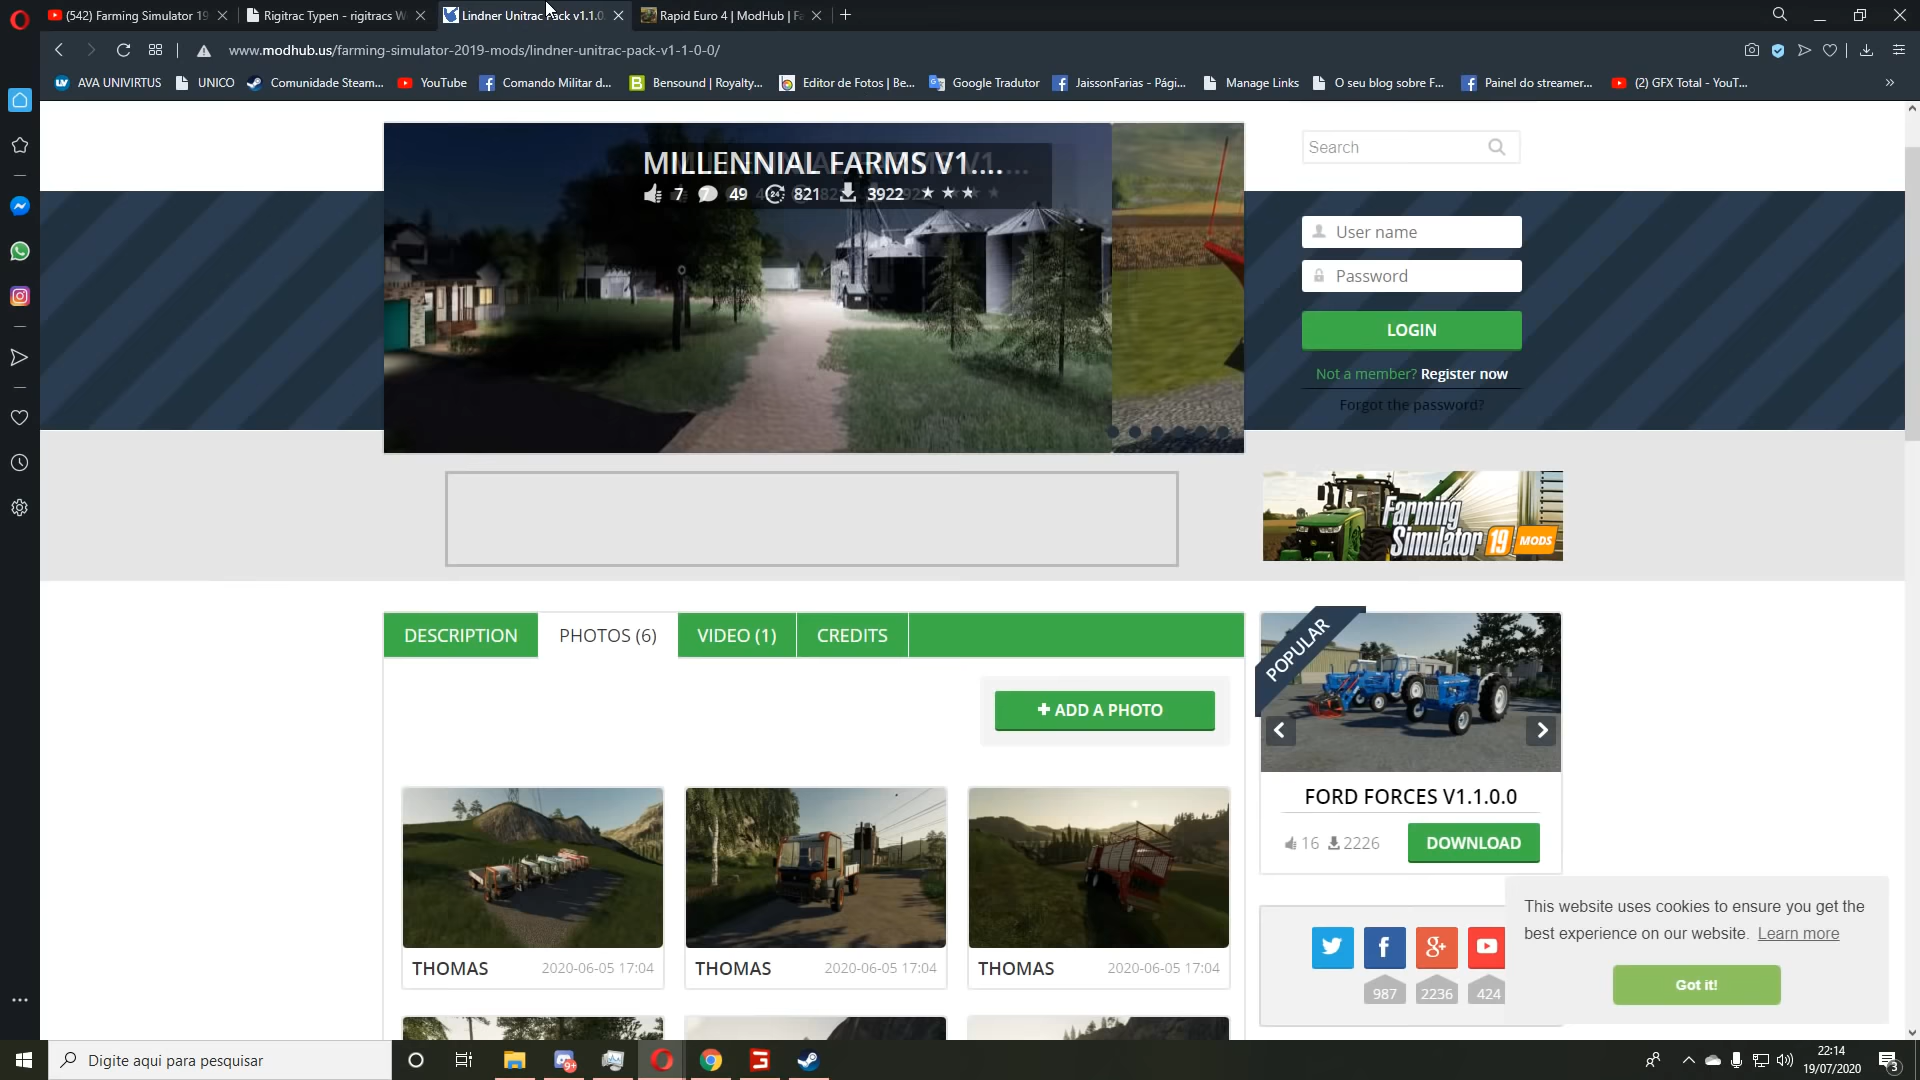 (542) Farming Simulator 19
Rigitrac Typen - rigitracs W
Lindner Unitrac Pack v1.1.0.
Rapid Euro 4 | ModHub | Fa
www.modhub.us/farming-simulator-2019-mods/lindner-unitrac-pack-v1-1-0-0/
AVA UNIVIRTUS
UNICO
Comunidade Steam...
YouTube
Comando Militar d...
Bensound | Royalty...
Editor de Fotos | Be...
Google Tradutor
JaissonFarias - Pági...
Manage Links
O seu blog sobre F...
Painel do streamer...
(2) GFX Total - YouT...
MILLENNIAL FARMS V1....
7 49 821 3922
Search
User name
Password
LOGIN
Not a member? Register now
Forgot the password?
Farming
Simulator 19 MODS
DESCRIPTION
PHOTOS (6)
VIDEO (1)
CREDITS
+ ADD A PHOTO
THOMAS 2020-06-05 17:04
THOMAS 2020-06-05 17:04
THOMAS 2020-06-05 17:04
POPULAR
FORD FORCES V1.1.0.0
16 2226
DOWNLOAD
987 2236 424
This website uses cookies to ensure you get the
best experience on our website. Learn more
Got it!
Digite aqui para pesquisar
22:14
19/07/2020
3